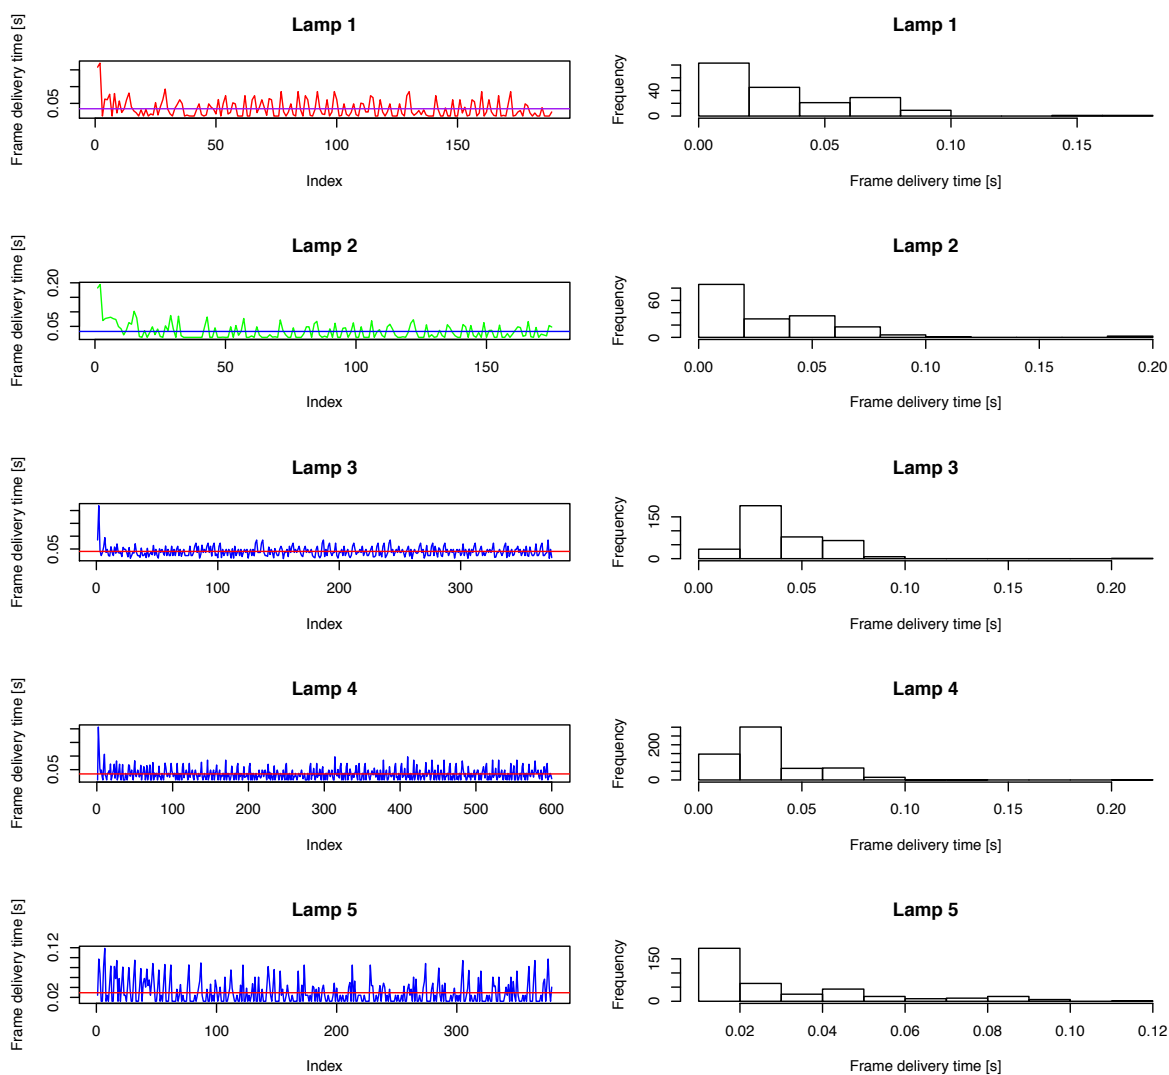 Lamp 1
Frame delivery time [s]
0.05
0 50 100 150
Index
Lamp 1
Frequency
0 40
0.00 0.05 0.10 0.15
Frame delivery time [s]
Lamp 2
Frame delivery time [s]
0.05 0.20
0 50 100 150
Index
Lamp 2
Frequency
0 60
0.00 0.05 0.10 0.15 0.20
Frame delivery time [s]
Lamp 3
Frame delivery time [s]
0.05
0 100 200 300
Index
Lamp 3
Frequency
0 150
0.00 0.05 0.10 0.15 0.20
Frame delivery time [s]
Lamp 4
Frame delivery time [s]
0.05
0 100 200 300 400 500 600
Index
Lamp 4
Frequency
0 200
0.00 0.05 0.10 0.15 0.20
Frame delivery time [s]
Lamp 5
Frame delivery time [s]
0.02 0.12
0 100 200 300
Index
Lamp 5
Frequency
0 150
0.02 0.04 0.06 0.08 0.10 0.12
Frame delivery time [s]